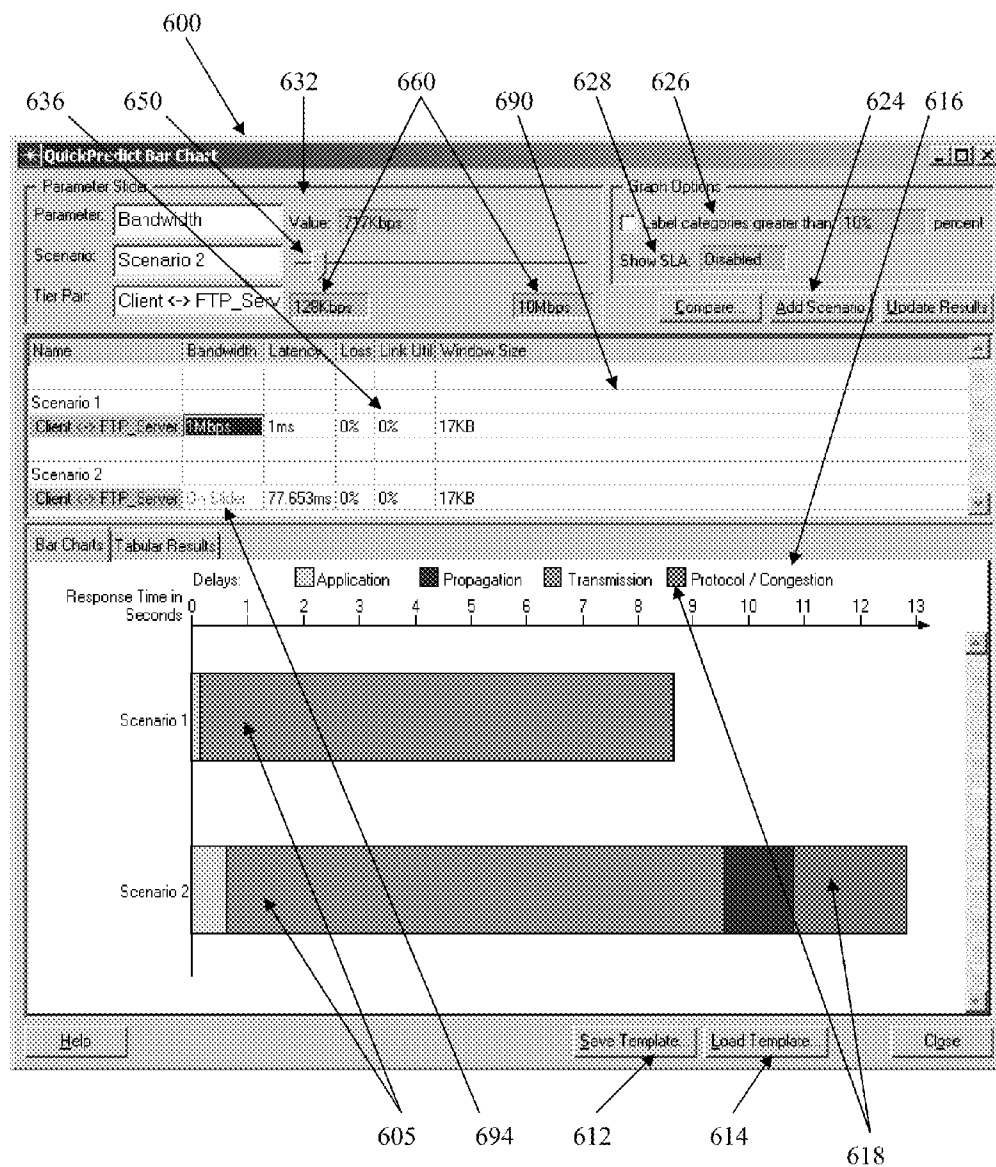 600
632 660 628 626
636 650 690 624 616
QuickPredict Bar Chart
Parameter Slider Graph Options
Parameter: Bandwidth Value: 717Kbps Label categories greater than 10% percent
Scenario: Scenario 2 Show SLA: Disabled
Tier Pair: Client <-> FTP_Serv 128Kbps 10Mbps Compare... Add Scenario Update Results
Name Bandwidth Latency Loss Link Util Window Size
Scenario 1
Client <-> FTP_Server 1Mbps 1ms 0% 0% 17KB
Scenario 2
Client <-> FTP_Server On Slider 77.653ms 0% 0% 17KB
Bar Charts Tabular Results
Delays: Application Propagation Transmission Protocol / Congestion
Response Time in
Seconds
0 1 2 3 4 5 6 7 8 9 10 11 12 13
Scenario 1
Scenario 2
Help Save Template... Load Template... Close
605 694 612 614
618